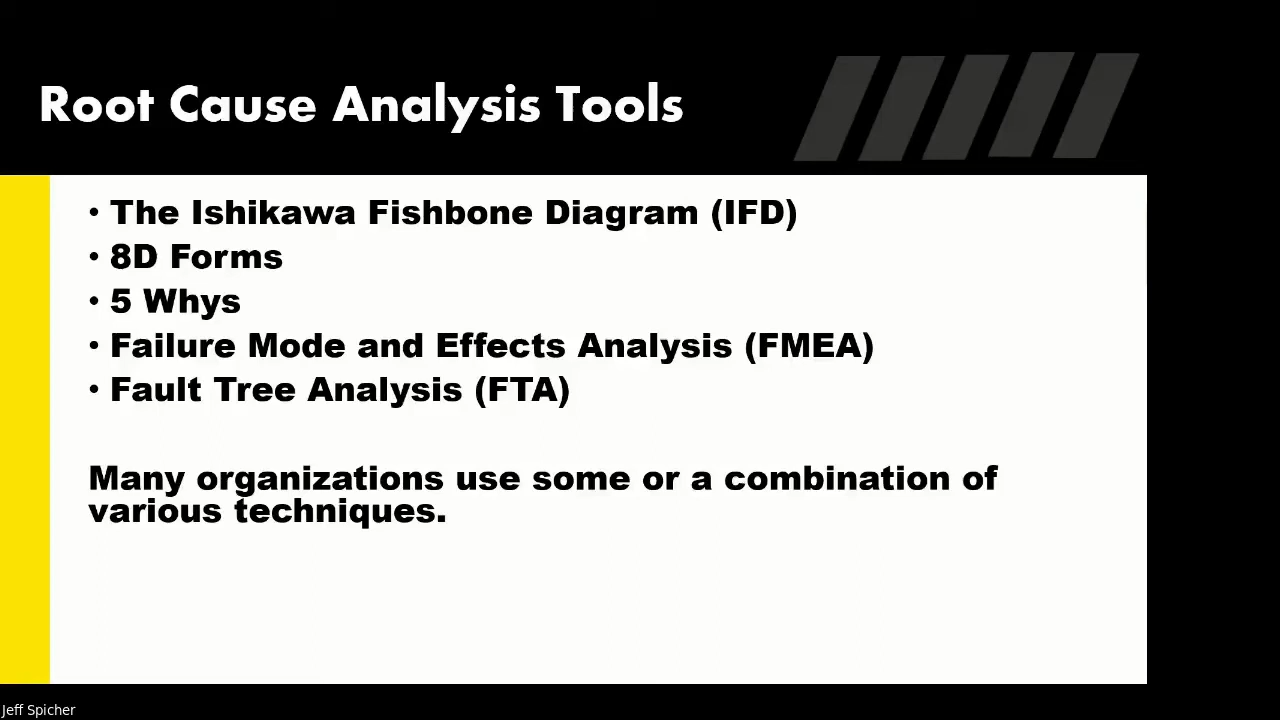 Root Cause Analysis Tools
• The Ishikawa Fishbone Diagram (IFD)
• 8D Forms
• 5 Whys
• Failure Mode and Effects Analysis (FMEA)
• Fault Tree Analysis (FTA)
Many organizations use some or a combination of
various techniques.
Jeff Spicher